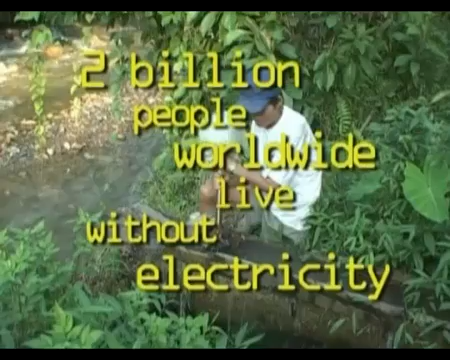 2 billion
people
worldwide
live
without
electricity